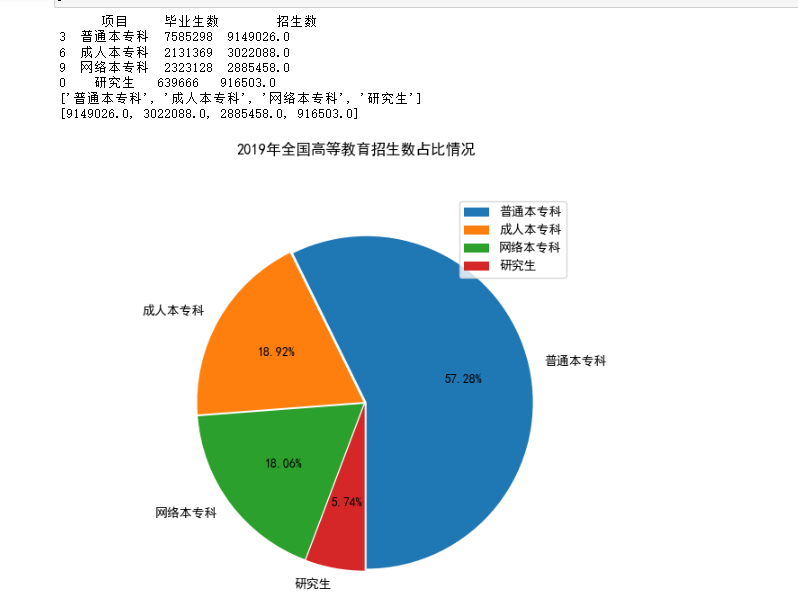 项目 毕业生数 招生数
3 普通本专科 7585298 9149026.0
6 成人本专科 2131369 3022088.0
9 网络本专科 2323128 2885458.0
0 研究生 639666 916503.0
['普通本专科', '成人本专科', '网络本专科', '研究生']
[9149026.0, 3022088.0, 2885458.0, 916503.0]
2019年全国高等教育招生数占比情况
普通本专科
成人本专科
网络本专科
研究生
成人本专科
18.92%
普通本专科
57.28%
18.06%
网络本专科
5.74%
研究生